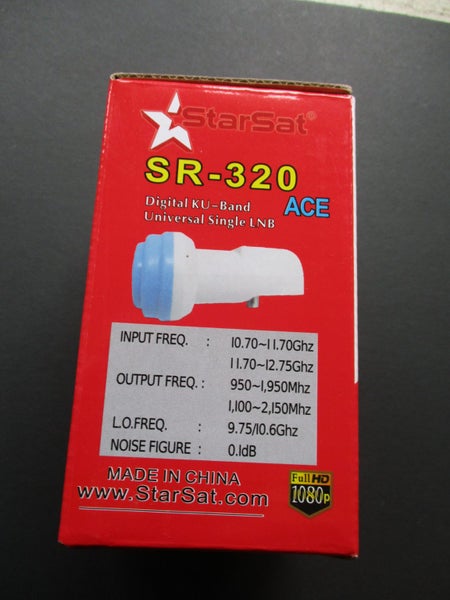 StarSat®
SR-320
ACE
Digital KU-Band
Universal Single LNB
INPUT FREQ. : 10.70~11.70Ghz
11.70~12.75Ghz
OUTPUT FREQ. : 950~1,950Mhz
1,100~2,150Mhz
L.O.FREQ. : 9.75/10.6Ghz
NOISE FIGURE : 0.1dB
MADE IN CHINA
www.StarSat.com
Full HD
1080p